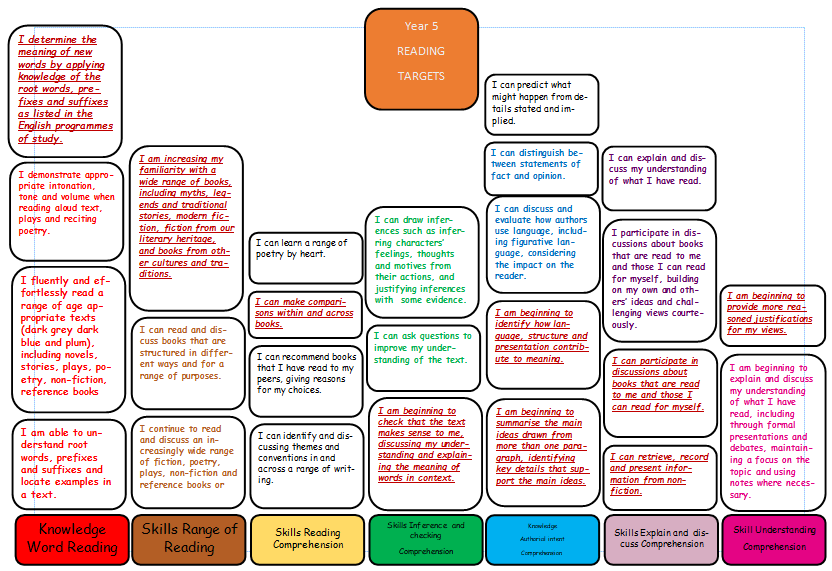 Year 5
READING
TARGETS
I determine the
meaning of new
words by applying
knowledge of the
root words, pre-
fixes and suffixes
as listed in the
English programmes
of study.
I demonstrate appro-
priate intonation,
tone and volume when
reading aloud text,
plays and reciting
poetry.
I fluently and ef-
fortlessly read a
range of age ap-
propriate texts
(dark grey dark
blue and plum),
including novels,
stories, plays, po-
etry, non-fiction,
reference books
I am able to un-
derstand root
words, prefixes
and suffixes and
locate examples in
a text.
Knowledge
Word Reading
I am increasing my
familiarity with a
wide range of books,
including myths, leg-
ends and traditional
stories, modern fic-
tion, fiction from our
literary heritage,
and books from oth-
er cultures and tra-
ditions.
I can read and dis-
cuss books that are
structured in differ-
ent ways and for a
range of purposes.
I continue to read
and discuss an in-
creasingly wide range
of fiction, poetry,
plays, non-fiction and
reference books or
Skills Range of
Reading
I can learn a range of
poetry by heart.
I can make compari-
sons within and across
books.
I can recommend books
that I have read to my
peers, giving reasons
for my choices.
I can identify and dis-
cussing themes and
conventions in and
across a range of writ-
ing.
Skills Reading
Comprehension
I can draw infer-
ences such as infer-
ring characters'
feelings, thoughts
and motives from
their actions, and
justifying inferences
with some evidence.
I can ask questions to
improve my under-
standing of the text.
I am beginning to
check that the text
makes sense to me,
discussing my under-
standing and explain-
ing the meaning of
words in context.
Skills Inference and
checking
Comprehension
I can predict what
might happen from de-
tails stated and im-
plied.
I can distinguish be-
tween statements of
fact and opinion.
I can discuss and
evaluate how authors
use language, includ-
ing figurative lan-
guage, considering
the impact on the
reader.
I am beginning to
identify how lan-
guage, structure and
presentation contrib-
ute to meaning.
I am beginning to
summarise the main
ideas drawn from
more than one para-
graph, identifying
key details that sup-
port the main ideas.
Knowledge
Authorial intent
Comprehension
I can explain and dis-
cuss my understanding
of what I have read.
I participate in dis-
cussions about books
that are read to me
and those I can read
for myself, building
on my own and oth-
ers' ideas and chal-
lenging views courte-
ously.
I can participate in
discussions about
books that are read
to me and those I
can read for myself.
I can retrieve, record
and present infor-
mation from non-
fiction.
Skills Explain and dis-
cuss Comprehension
I am beginning to
provide more rea-
soned justifications
for my views.
I am beginning to
explain and discuss
my understanding
of what I have
read, including
through formal
presentations and
debates, maintain-
ing a focus on the
topic and using
notes where neces-
sary.
Skill Understanding
Comprehension